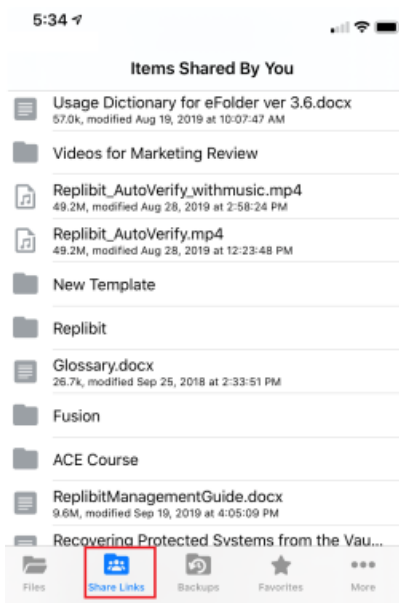 5:34
Items Shared By You
Usage Dictionary for eFolder ver 3.6.docx
57.0k, modified Aug 19, 2019 at 10:07:47 AM
Videos for Marketing Review
Replibit_AutoVerify_withmusic.mp4
49.2M, modified Aug 28, 2019 at 2:58:24 PM
Replibit_AutoVerify.mp4
49.2M, modified Aug 28, 2019 at 12:23:48 PM
New Template
Replibit
Glossary.docx
26.7k, modified Sep 25, 2018 at 2:33:51 PM
Fusion
ACE Course
ReplibitManagementGuide.docx
9.6M, modified Sep 19, 2019 at 4:05:09 PM
Recovering Protected Systems from the Vau...
Files Share Links Backups Favorites More